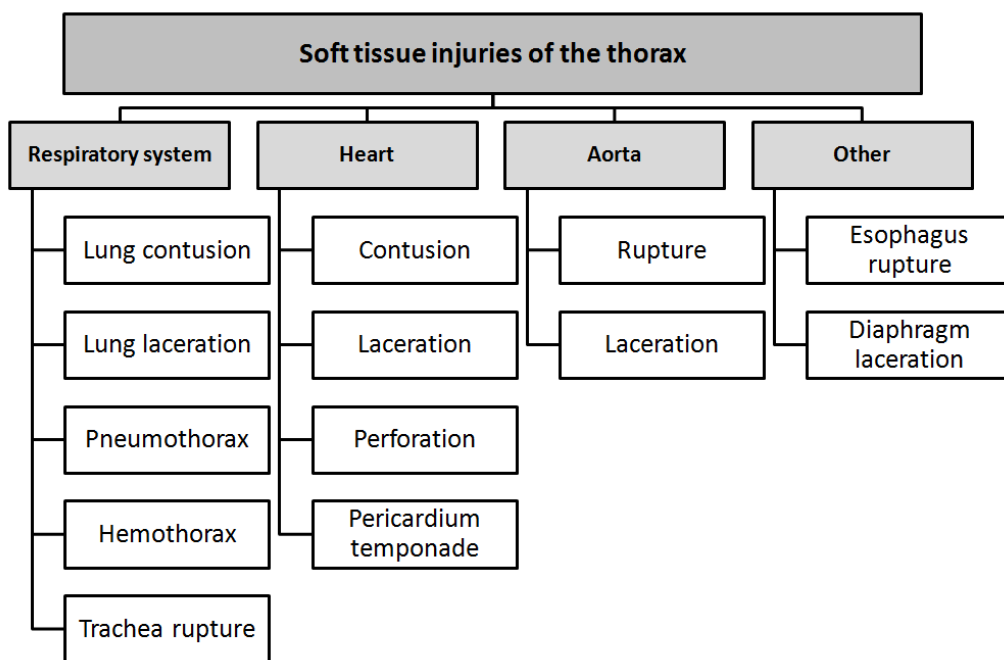 Soft tissue injuries of the thorax
Respiratory system
Lung contusion
Lung laceration
Pneumothorax
Hemothorax
Trachea rupture
Heart
Contusion
Laceration
Perforation
Pericardium
temponade
Aorta
Rupture
Laceration
Other
Esophagus
rupture
Diaphragm
laceration